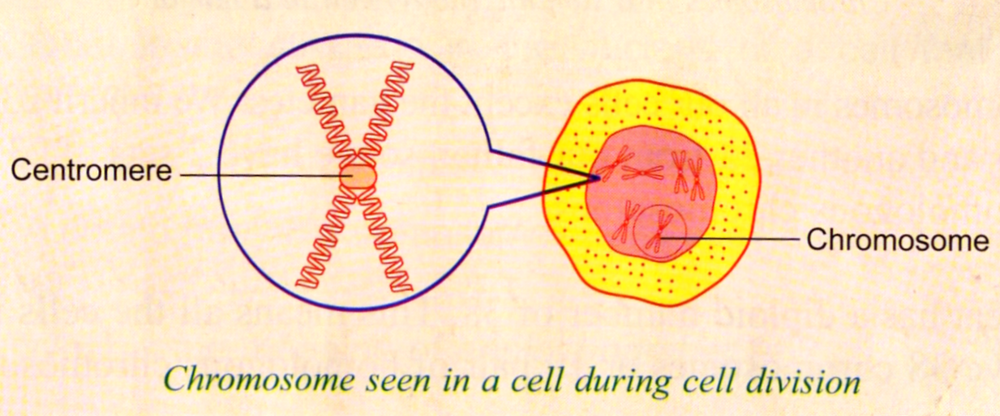 Centromere
Chromosome
Chromosome seen in a cell during cell division